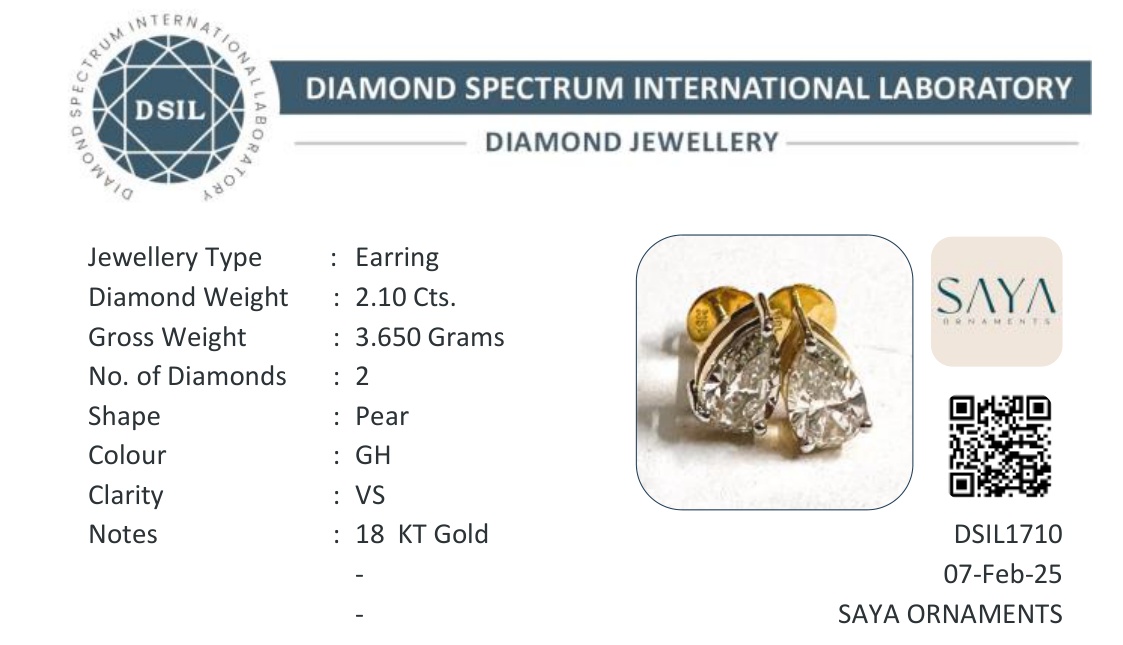 DIAMOND SPECTRUM INTERNATIONAL LABORATORY
DSIL
DIAMOND SPECTRUM INTERNATIONAL LABORATORY
DIAMOND JEWELLERY
Jewellery Type : Earring
Diamond Weight : 2.10 Cts.
Gross Weight : 3.650 Grams
No. of Diamonds : 2
Shape : Pear
Colour : GH
Clarity : VS
Notes : 18 KT Gold
-
-
SAYA
ORNAMENTS
DSIL1710
07-Feb-25
SAYA ORNAMENTS